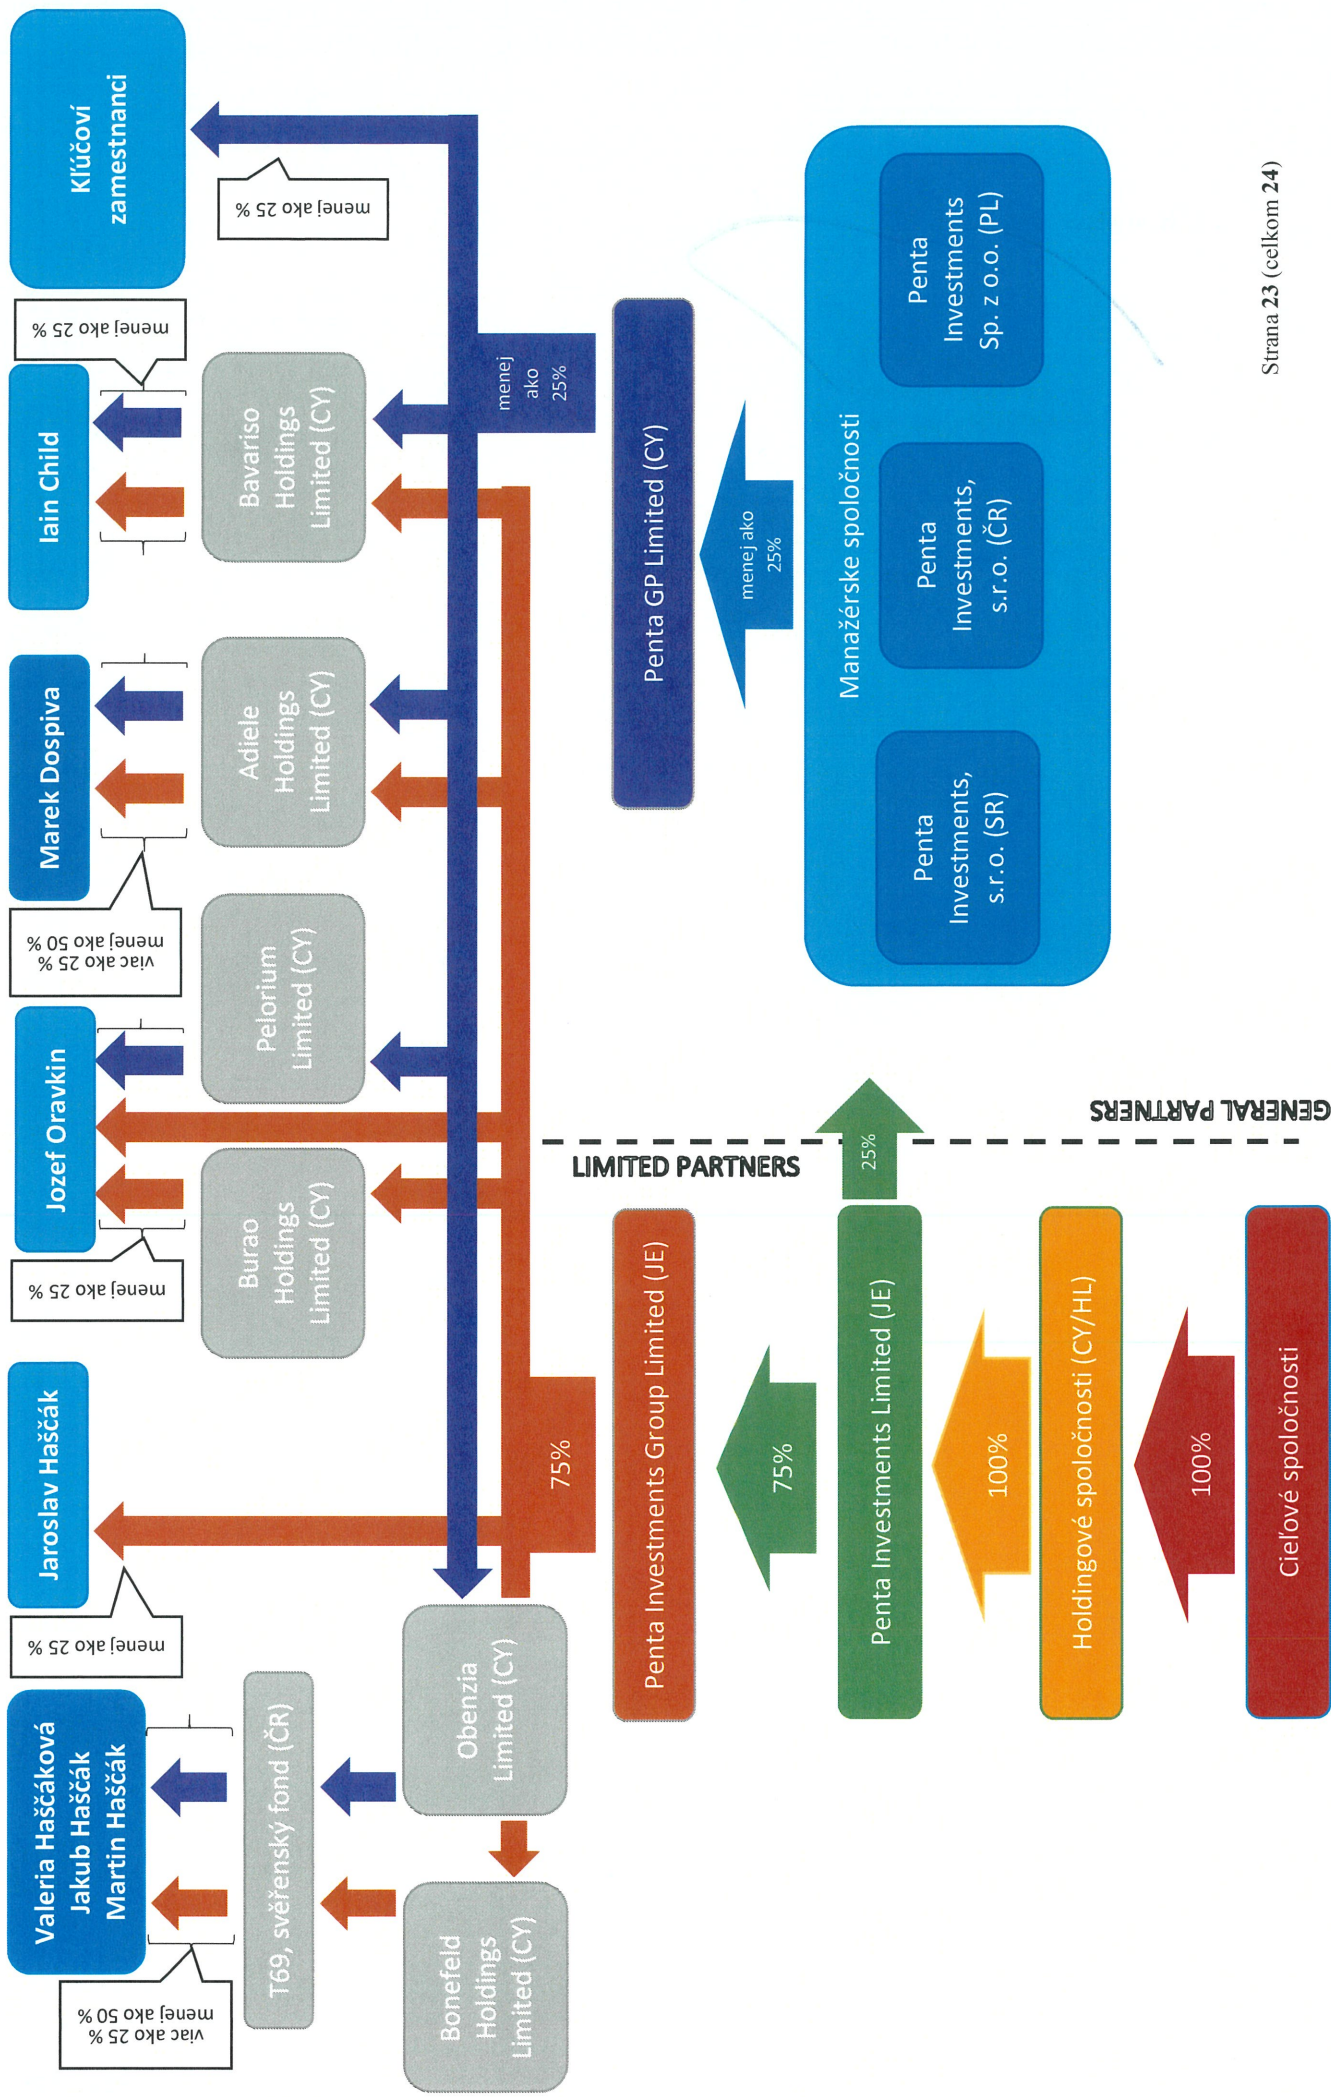 Valeria Haščáková
Jakub Haščák
Martin Haščák
Jaroslav Haščák
Jozef Oravkin
Marek Dospiva
Iain Child
Kľúčoví
zamestnanci
viac ako 25 %
menej ako 50 %
menej ako 25 %
menej ako 25 %
viac ako 25 %
menej ako 50 %
menej ako 25 %
menej ako 25 %
T69, svěřenský fond (ČR)
Burao
Holdings
Limited (CY)
Pelorium
Limited (CY)
Adiele
Holdings
Limited (CY)
Bavariso
Holdings
Limited (CY)
Bonefeld
Holdings
Limited (CY)
Obenzia
Limited (CY)
75%
menej
ako
25%
Penta Investments Group Limited (JE)
LIMITED PARTNERS
GENERAL PARTNERS
Penta GP Limited (CY)
75%
25%
menej ako
25%
Penta Investments Limited (JE)
Manažérske spoločnosti
Penta
Investments,
s.r.o. (SR)
Penta
Investments,
s.r.o. (ČR)
Penta
Investments
Sp. z o.o. (PL)
100%
Holdingové spoločnosti (CY/HL)
100%
Cieľové spoločnosti
Strana 23 (celkom 24)